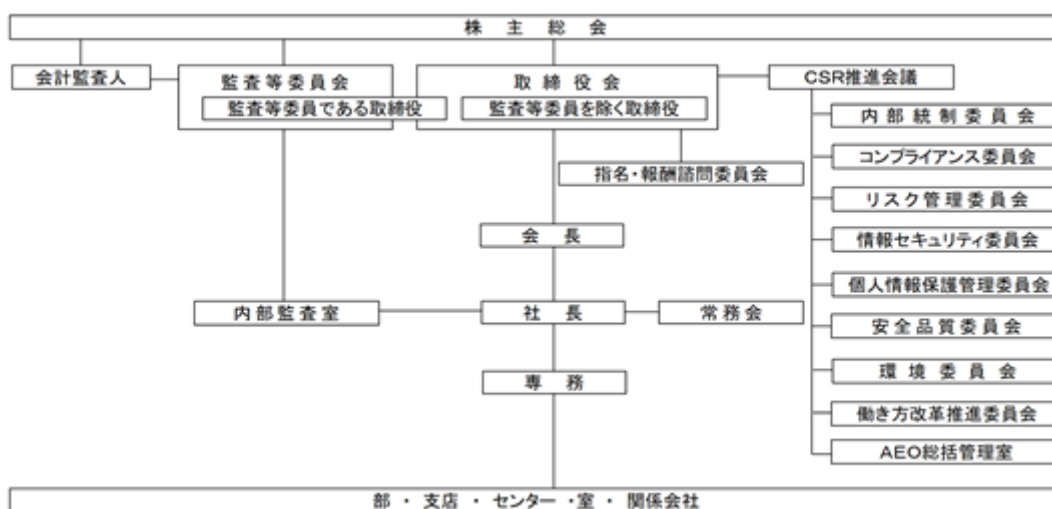 株主総会
会計監査人
監査等委員会
取締役会
CSR推進会議
監査等委員である取締役
監査等委員を除く取締役
内部統制委員会
コンプライアンス委員会
指名・報酬諮問委員会
リスク管理委員会
会長
情報セキュリティ委員会
個人情報保護管理委員会
内部監査室
社長
常務会
安全品質委員会
環境委員会
専務
働き方改革推進委員会
AEO総括管理室
部・支店・センター・室・関係会社